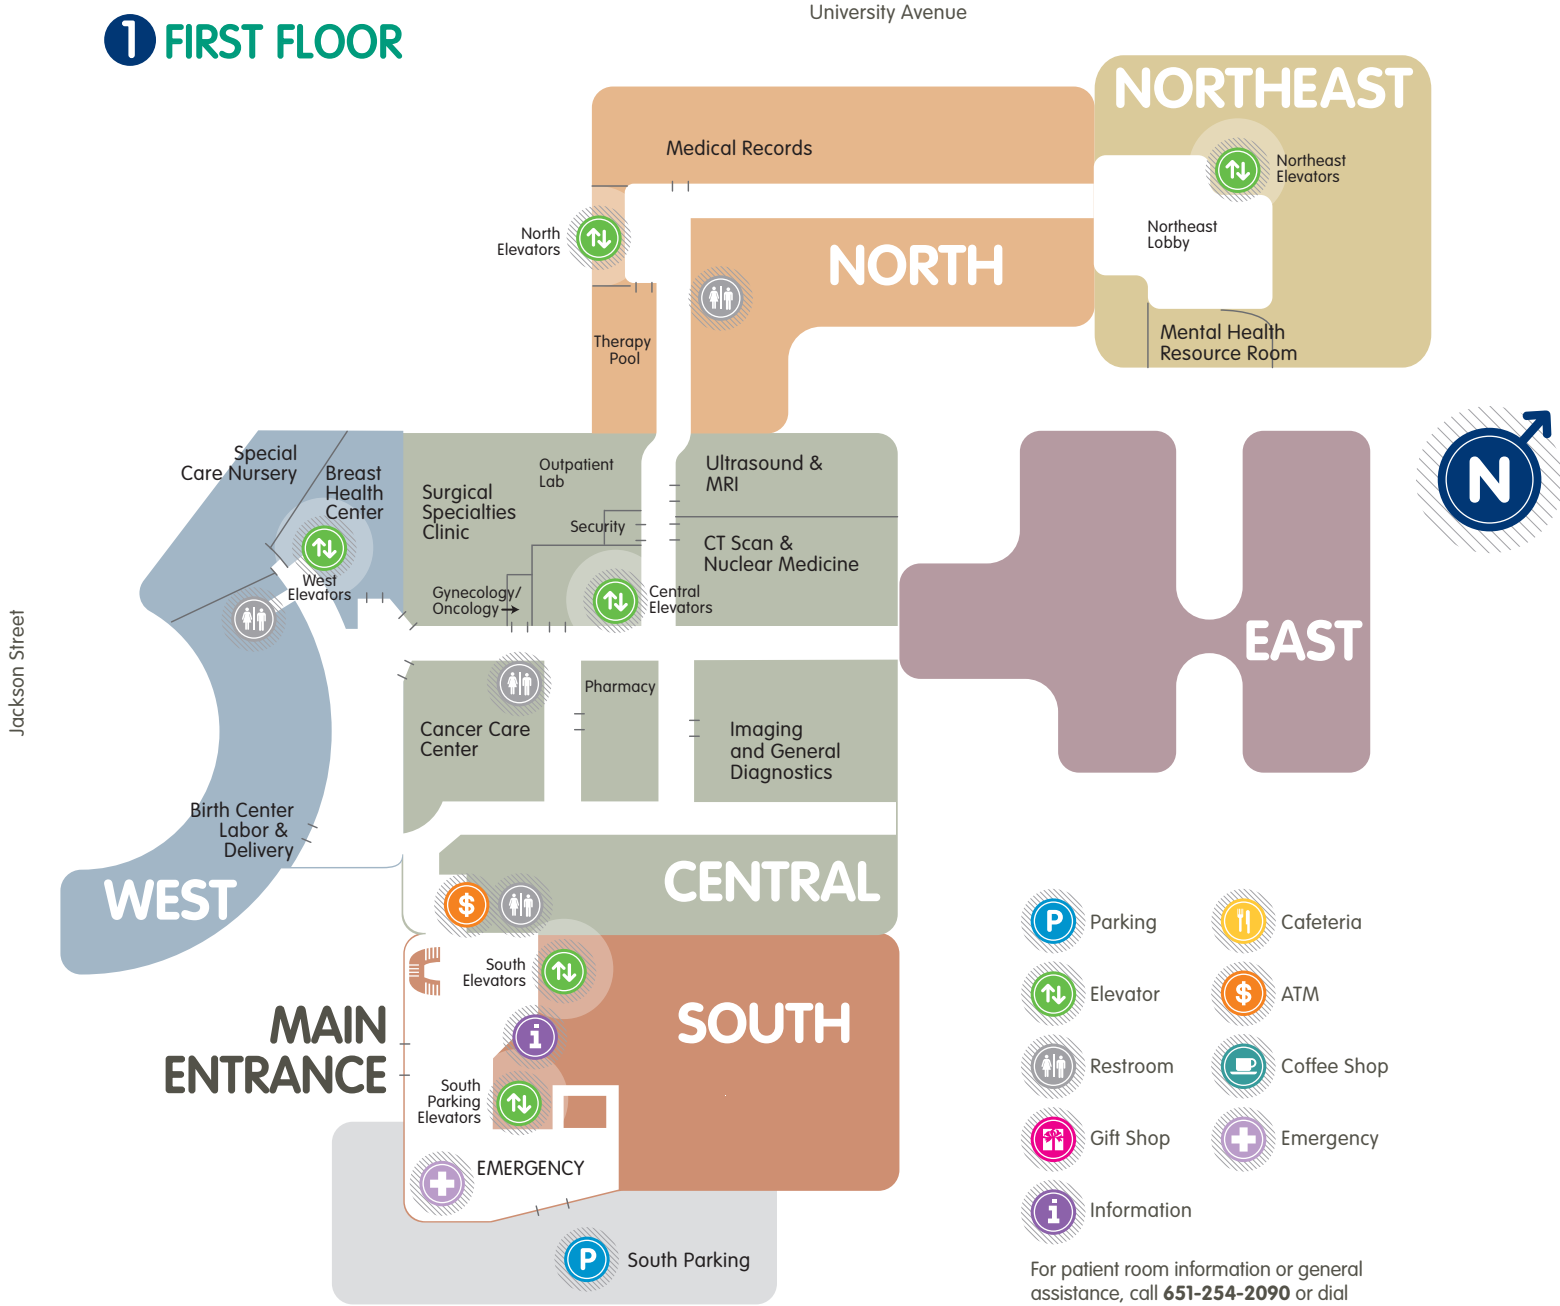 University Avenue
1 FIRST FLOOR
NORTHEAST
Medical Records
Northeast
Elevators
North
Elevators
Northeast
Lobby
NORTH
Therapy
Pool
Mental Health
Resource Room
Special
Care Nursery
Breast
Health
Center
Surgical
Specialties
Clinic
Outpatient
Lab
Security
Ultrasound &
MRI
CT Scan &
Nuclear Medicine
N
West
Elevators
Gynecology/
Oncology
Central
Elevators
Jackson Street
EAST
Pharmacy
Cancer Care
Center
Imaging
and General
Diagnostics
Birth Center
Labor &
Delivery
WEST
CENTRAL
$
South
Elevators
MAIN
ENTRANCE
i
SOUTH
South
Parking
Elevators
EMERGENCY
P
South Parking
P Parking
Cafeteria
Elevator
$ ATM
Restroom
Coffee Shop
Gift Shop
Emergency
i Information
For patient room information or general
assistance, call 651-254-2090 or dial